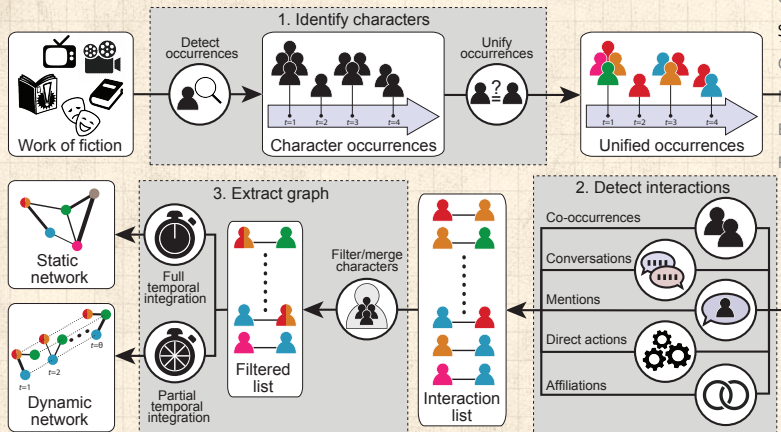 1. Identify characters
Detect
occurrences
Unify
occurrences
?
=
t=1
t=2
t=3
t=4
t=1
t=2
t=3
t=4
Work of fiction
Character occurrences
Unified occurrences
2. Detect interactions
Co-occurrences
Conversations
Mentions
Direct actions
Affiliations
Interaction
list
3. Extract graph
Filter/merge
characters
Filtered
list
Full
temporal
integration
Partial
temporal
integration
Static
network
t=1
t=2
t=θ
Dynamic
network